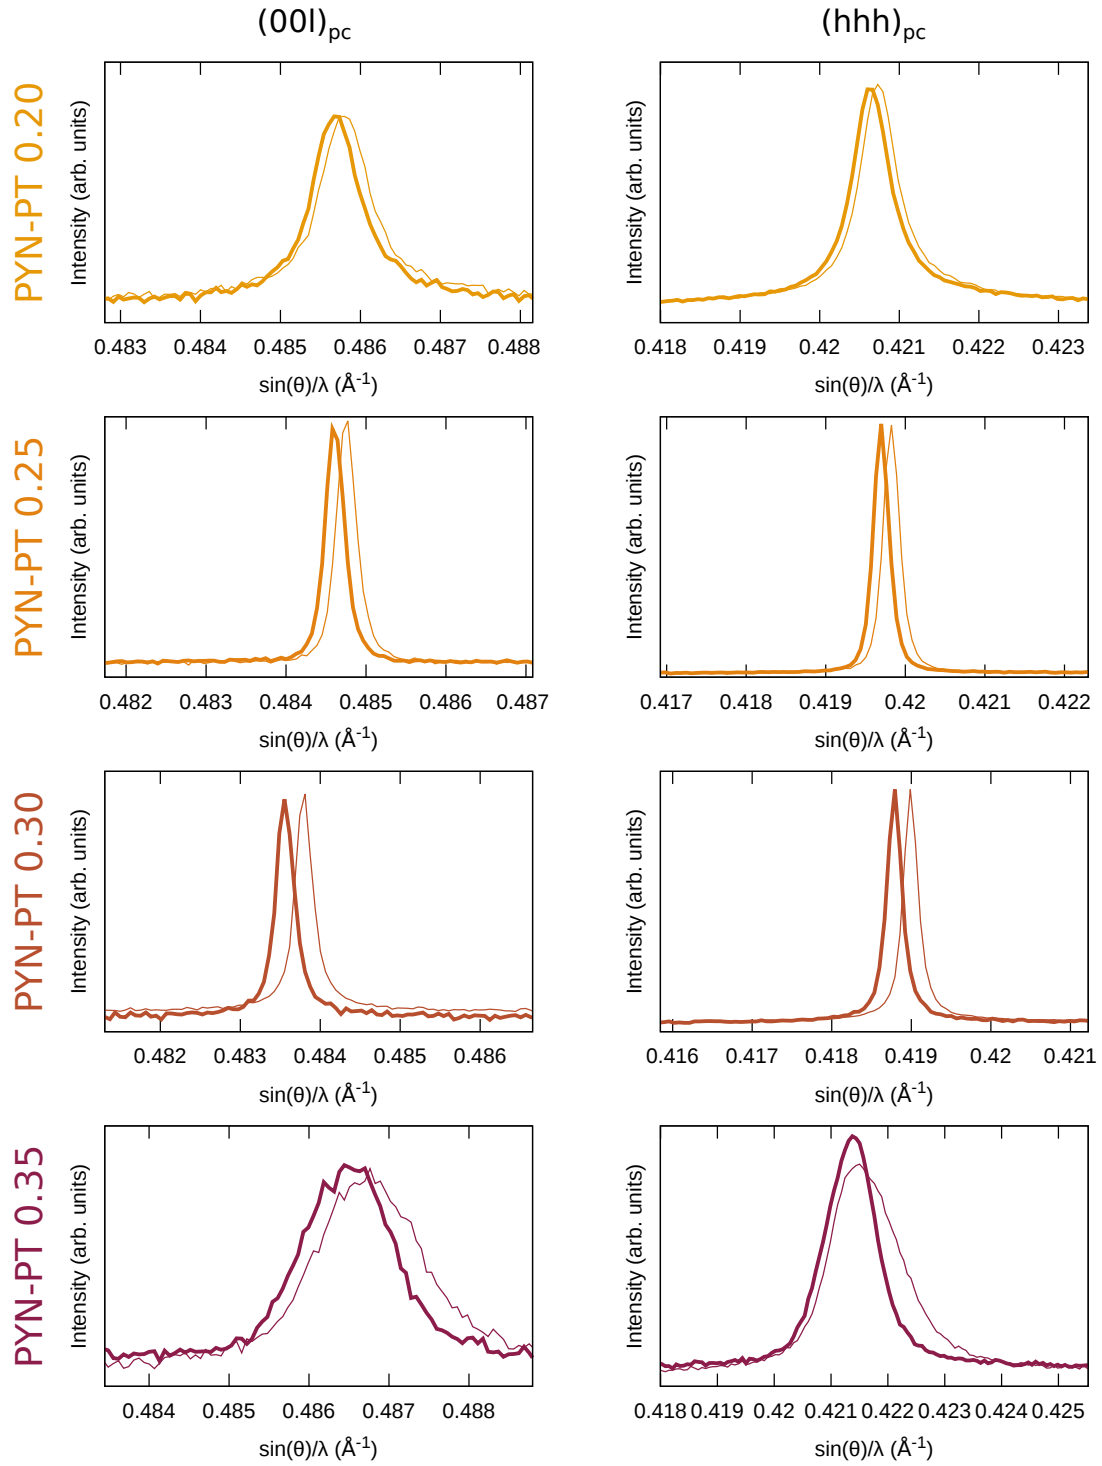 (00l)pc
(hhh)pc
PYN-PT 0.20
Intensity (arb. units)
0.483 0.484 0.485 0.486 0.487 0.488
sin(θ)/λ (Å-1)
Intensity (arb. units)
0.418 0.419 0.42 0.421 0.422 0.423
sin(θ)/λ (Å-1)
PYN-PT 0.25
Intensity (arb. units)
0.482 0.483 0.484 0.485 0.486 0.487
sin(θ)/λ (Å-1)
Intensity (arb. units)
0.417 0.418 0.419 0.42 0.421 0.422
sin(θ)/λ (Å-1)
PYN-PT 0.30
Intensity (arb. units)
0.482 0.483 0.484 0.485 0.486
sin(θ)/λ (Å-1)
Intensity (arb. units)
0.416 0.417 0.418 0.419 0.42 0.421
sin(θ)/λ (Å-1)
PYN-PT 0.35
Intensity (arb. units)
0.484 0.485 0.486 0.487 0.488
sin(θ)/λ (Å-1)
Intensity (arb. units)
0.418 0.419 0.42 0.421 0.422 0.423 0.424 0.425
sin(θ)/λ (Å-1)